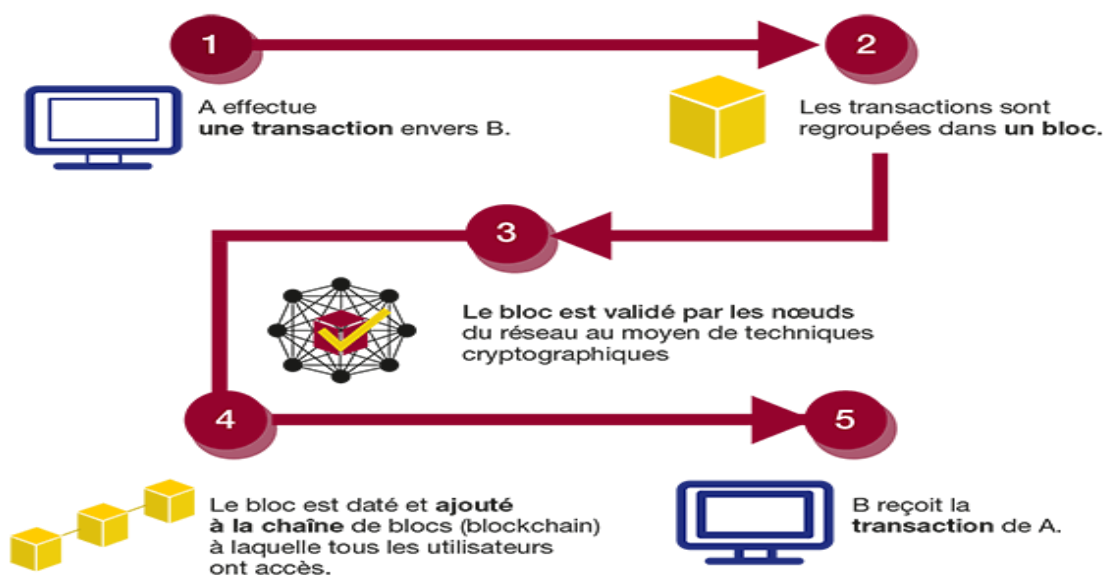 1
2
A effectue
une transaction envers B.
Les transactions sont
regroupées dans un bloc.
3
Le bloc est validé par les nœuds
du réseau au moyen de techniques
cryptographiques
4
5
Le bloc est daté et ajouté
à la chaîne de blocs (blockchain)
à laquelle tous les utilisateurs
ont accès.
B reçoit la
transaction de A.